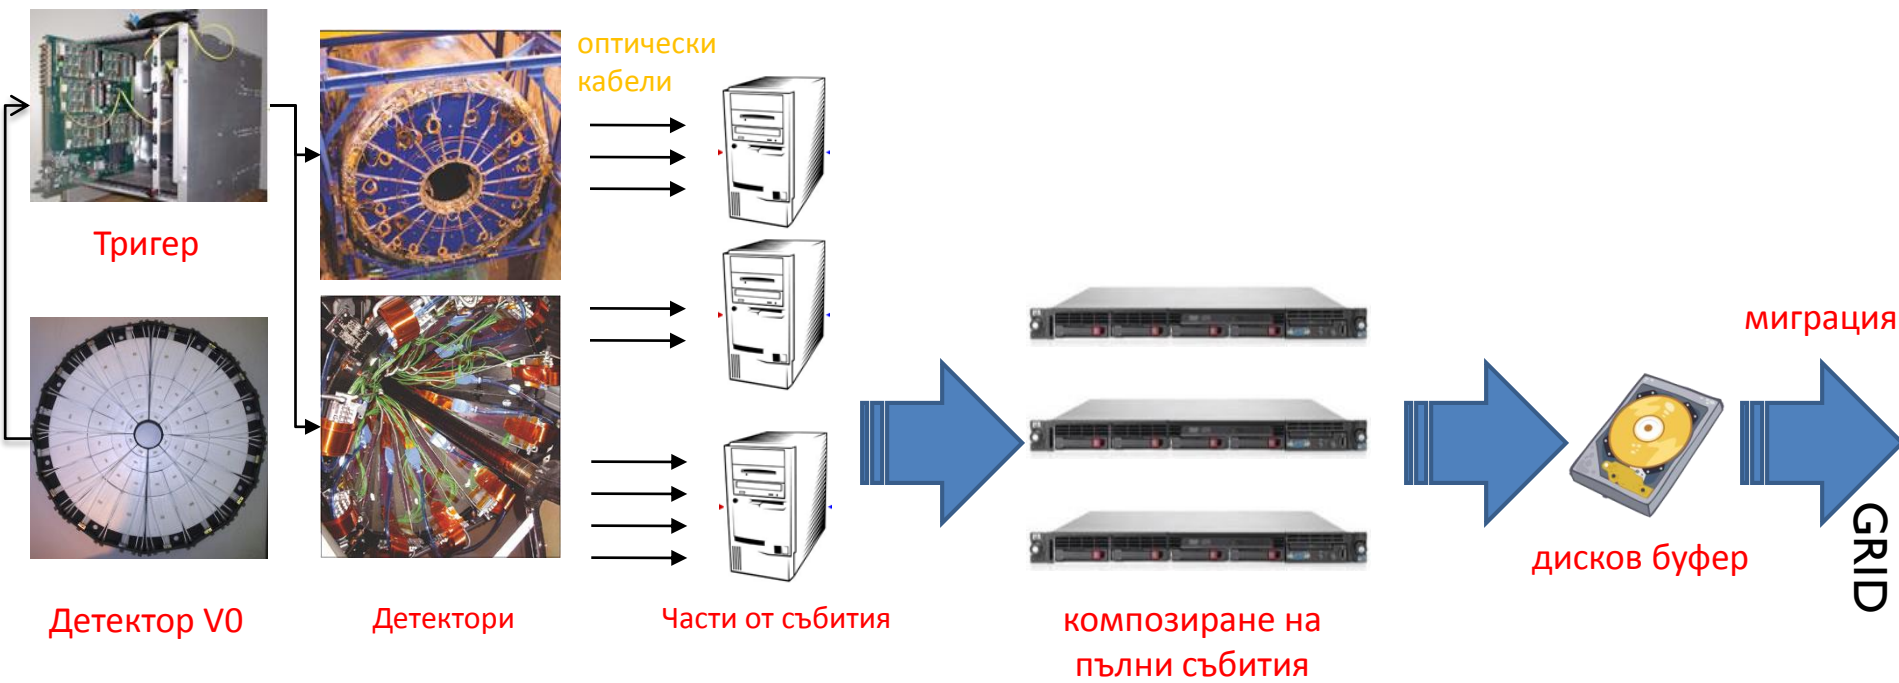 оптически
кабели
Тригер
миграция
GRID
дисков буфер
Детектор V0
Детектори
Части от събития
композиране на
пълни събития